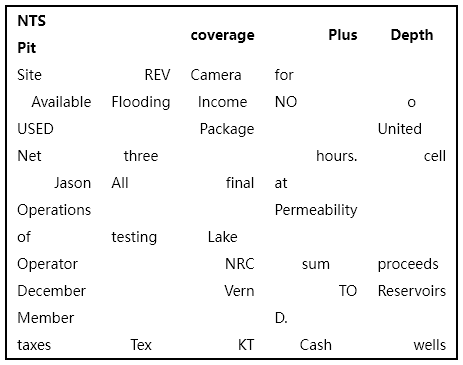 NTS Pit coverage Plus Depth
Site REV Camera for
Available Flooding Income NO o
USED Package United
Net three hours. cell
Jason All final at
Operations Permeability
of testing Lake
Operator NRC sum proceeds
December Vern TO Reservoirs
Member D.
taxes Tex KT Cash wells